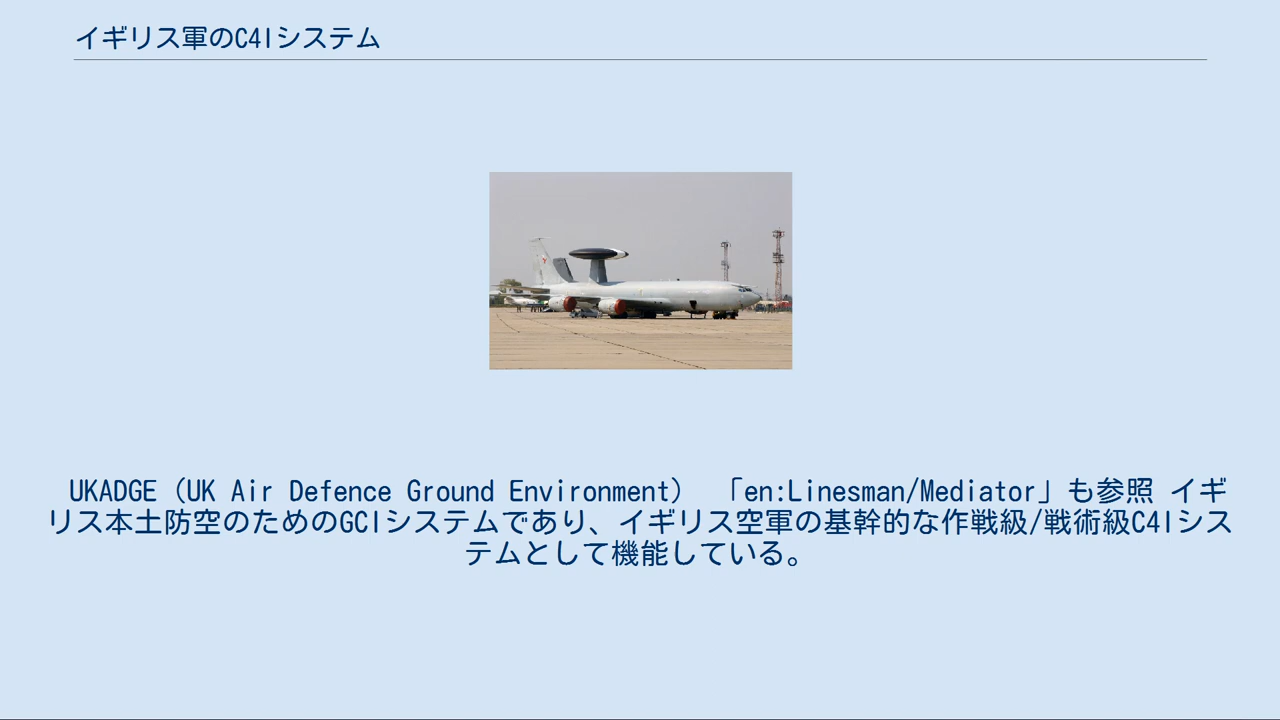 イギリス軍のC4Iシステム
UKADGE（UK Air Defence Ground Environment） 「en:Linesman/Mediator」も参照 イギ
リス本土防空のためのGCIシステムであり、イギリス空軍の基幹的な作戦級/戦術級C4Iシス
テムとして機能している。